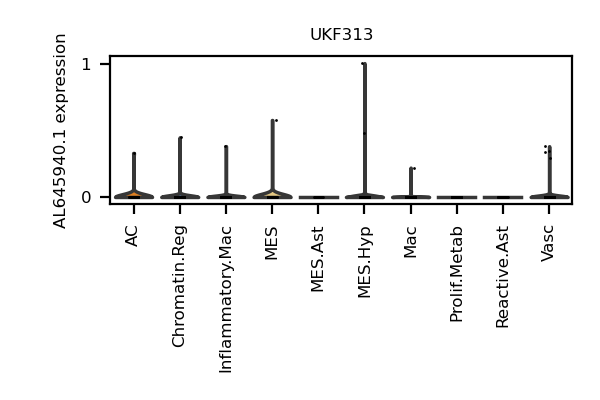 UKF313
AL645940.1 expression
1
0
AC
Chromatin.Reg
Inflammatory.Mac
MES
MES.Ast
MES.Hyp
Mac
Prolif.Metab
Reactive.Ast
Vasc